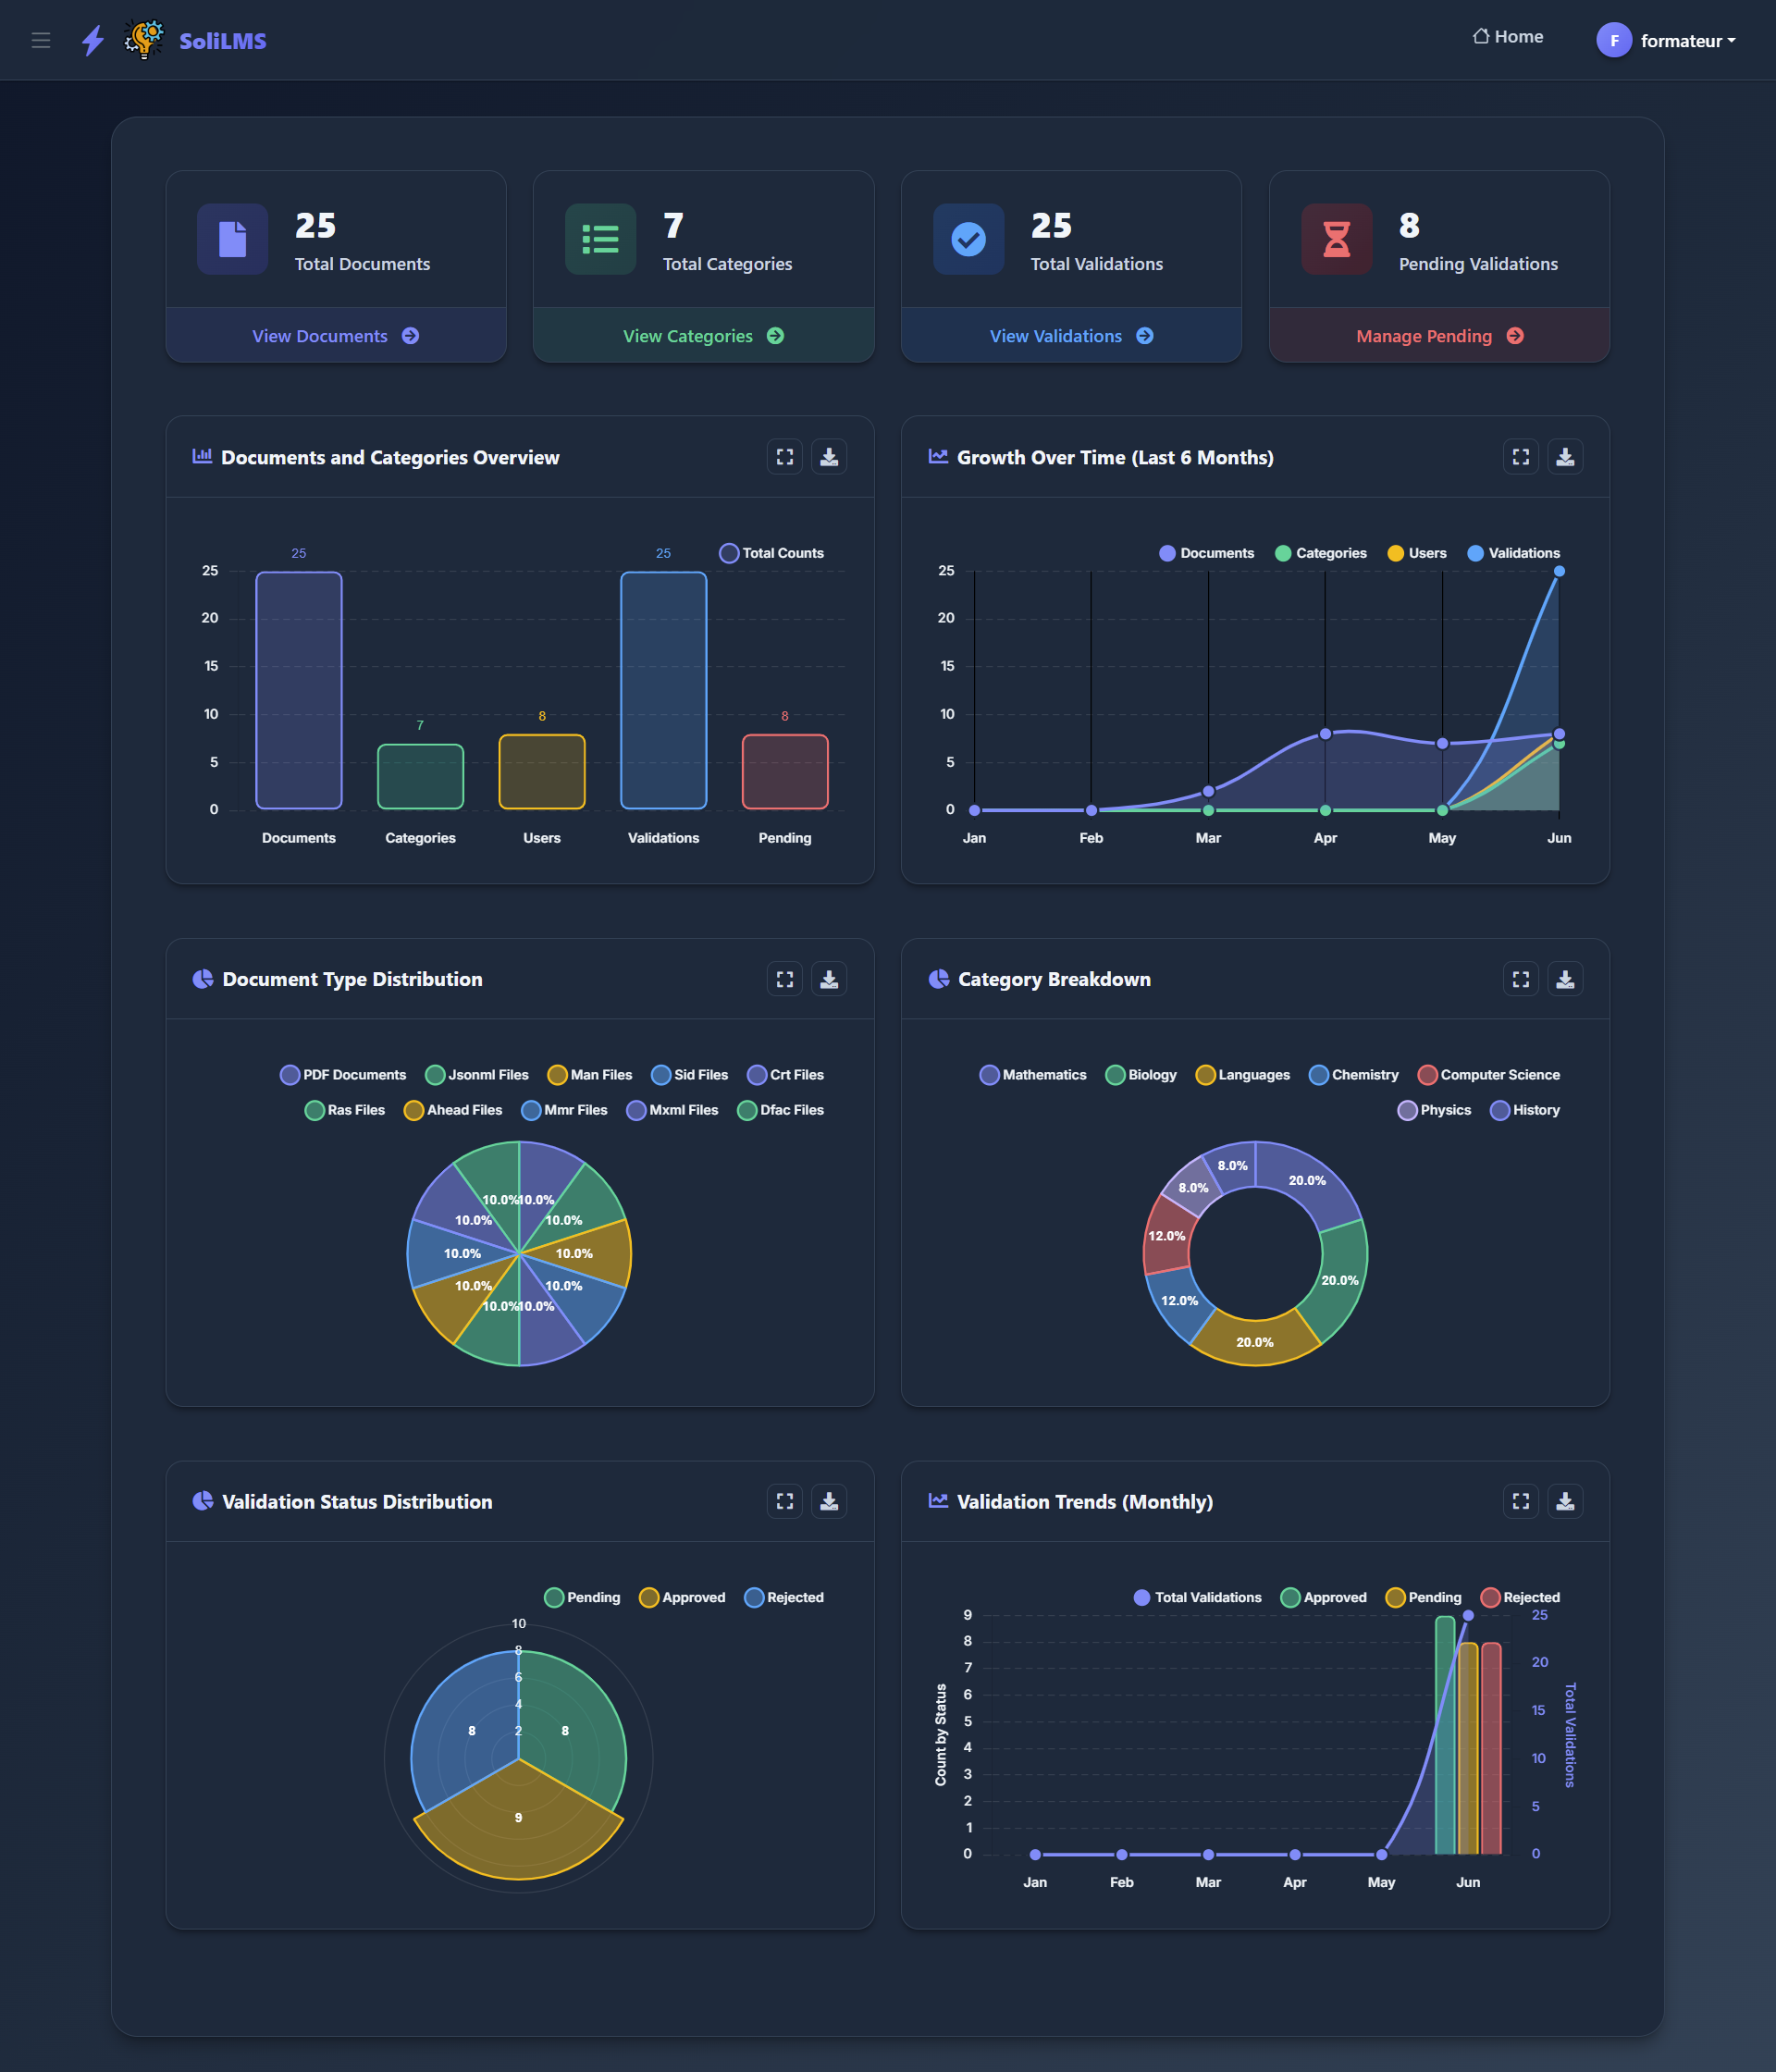 SoliLMS
Home
F
formateur
25
Total Documents
View Documents
7
Total Categories
View Categories
25
Total Validations
View Validations
8
Pending Validations
Manage Pending
Documents and Categories Overview
Total Counts
25
20
15
10
5
0
25
7
8
25
8
Documents Categories Users Validations Pending
Growth Over Time (Last 6 Months)
Documents Categories Users Validations
25
20
15
10
5
0
Jan Feb Mar Apr May Jun
Document Type Distribution
PDF Documents Jsonml Files Man Files Sid Files Crt Files
Ras Files Ahead Files Mmr Files Mxml Files Dfac Files
10.0% 10.0%
10.0% 10.0%
10.0% 10.0%
10.0% 10.0%
10.0% 10.0%
Category Breakdown
Mathematics Biology Languages Chemistry Computer Science
Physics History
8.0%
20.0%
8.0%
12.0%
20.0%
12.0%
20.0%
Validation Status Distribution
Pending Approved Rejected
10
8
6
4
8 2 8
9
Validation Trends (Monthly)
Total Validations Approved Pending Rejected
Count by Status
9
8
7
6
5
4
3
2
1
0
25
20
15
10
5
0
Total Validations
Jan Feb Mar Apr May Jun